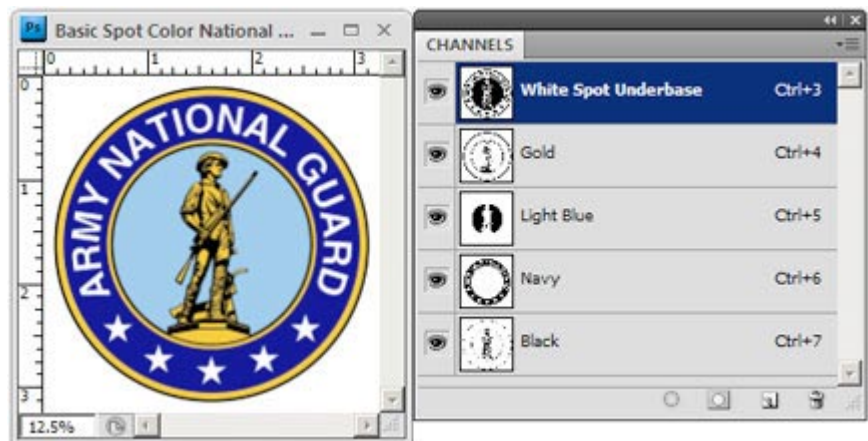 Ps Basic Spot Color National ...
0 1 2 3
0
1
2
3
ARMY NATIONAL GUARD
12.5%
CHANNELS
White Spot Underbase Ctrl+3
Gold Ctrl+4
Light Blue Ctrl+5
Navy Ctrl+6
Black Ctrl+7